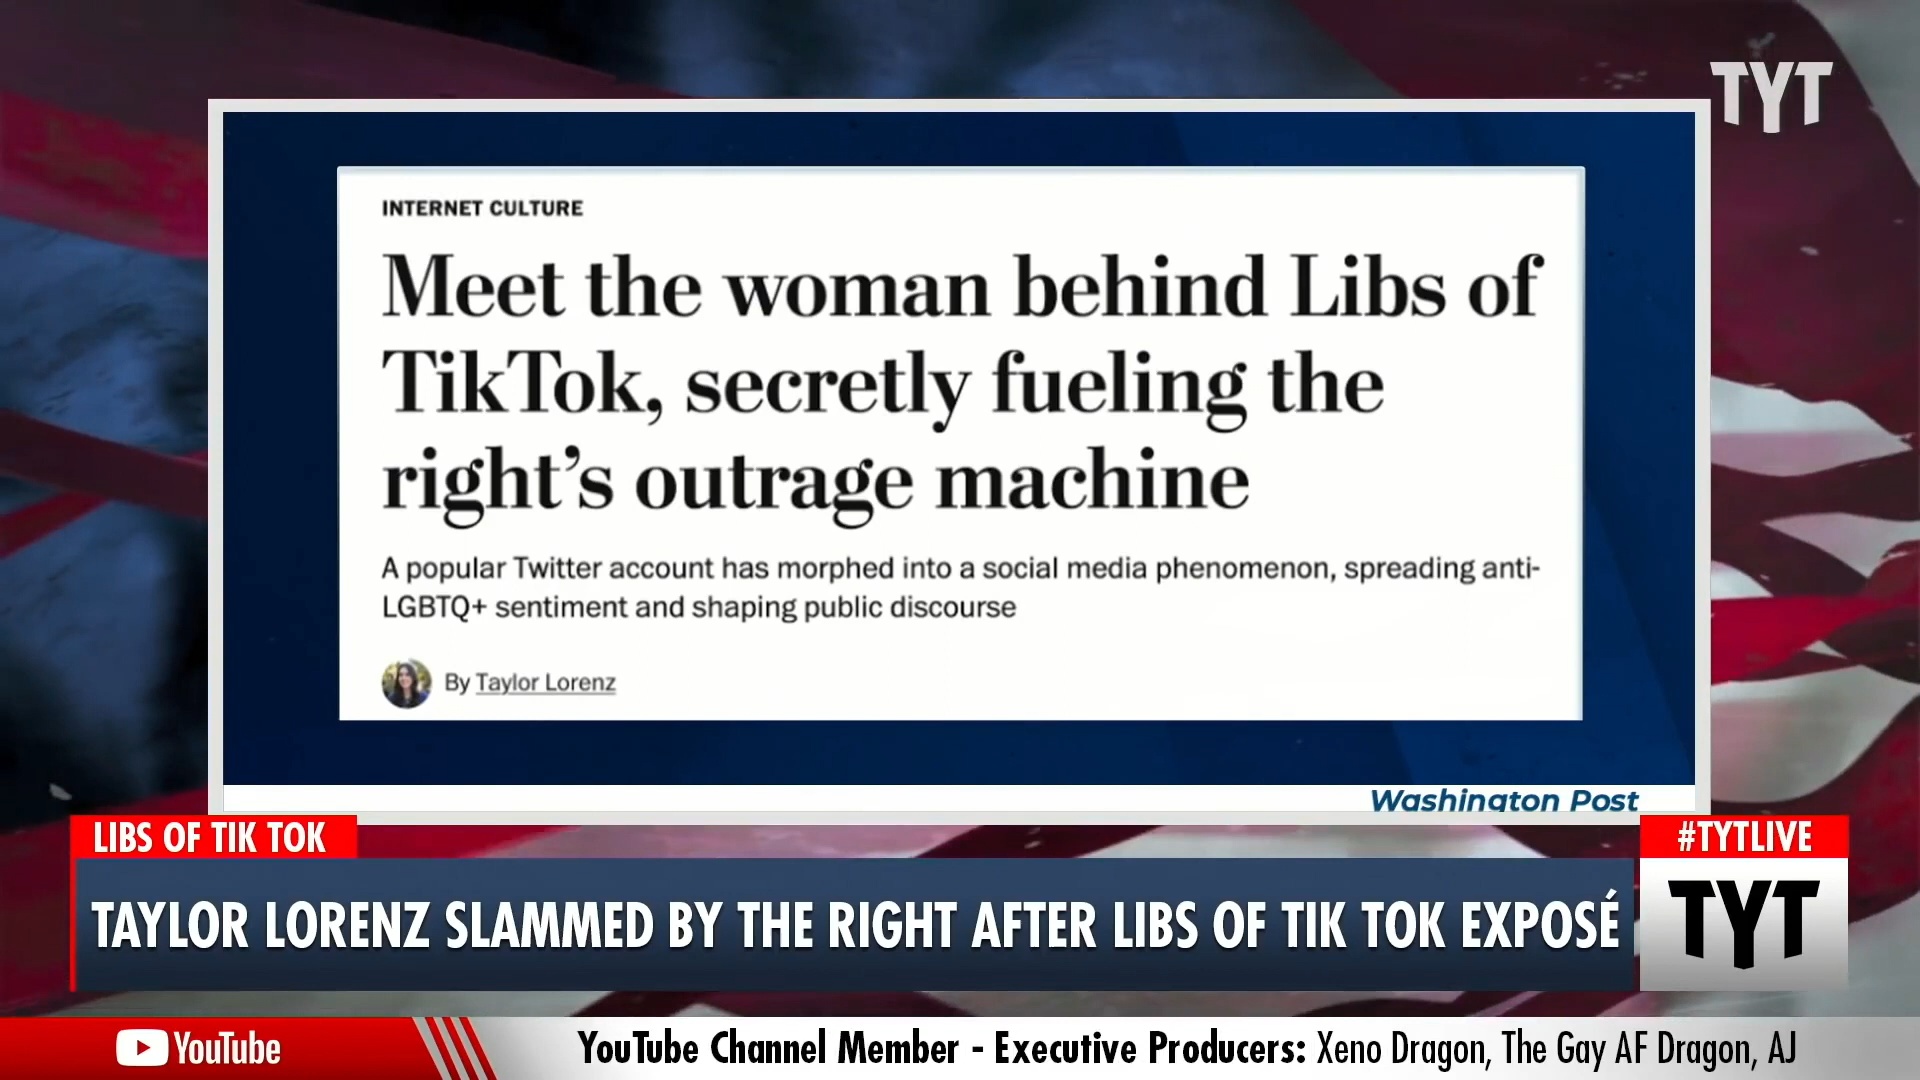 TYT
INTERNET CULTURE
Meet the woman behind Libs of
TikTok, secretly fueling the
right’s outrage machine
A popular Twitter account has morphed into a social media phenomenon, spreading anti-
LGBTQ+ sentiment and shaping public discourse
By Taylor Lorenz
Washington Post
LIBS OF TIK TOK
#TYTLIVE
TAYLOR LORENZ SLAMMED BY THE RIGHT AFTER LIBS OF TIK TOK EXPOSÉ
TYT
YouTube
YouTube Channel Member - Executive Producers: Xeno Dragon, The Gay AF Dragon, AJ